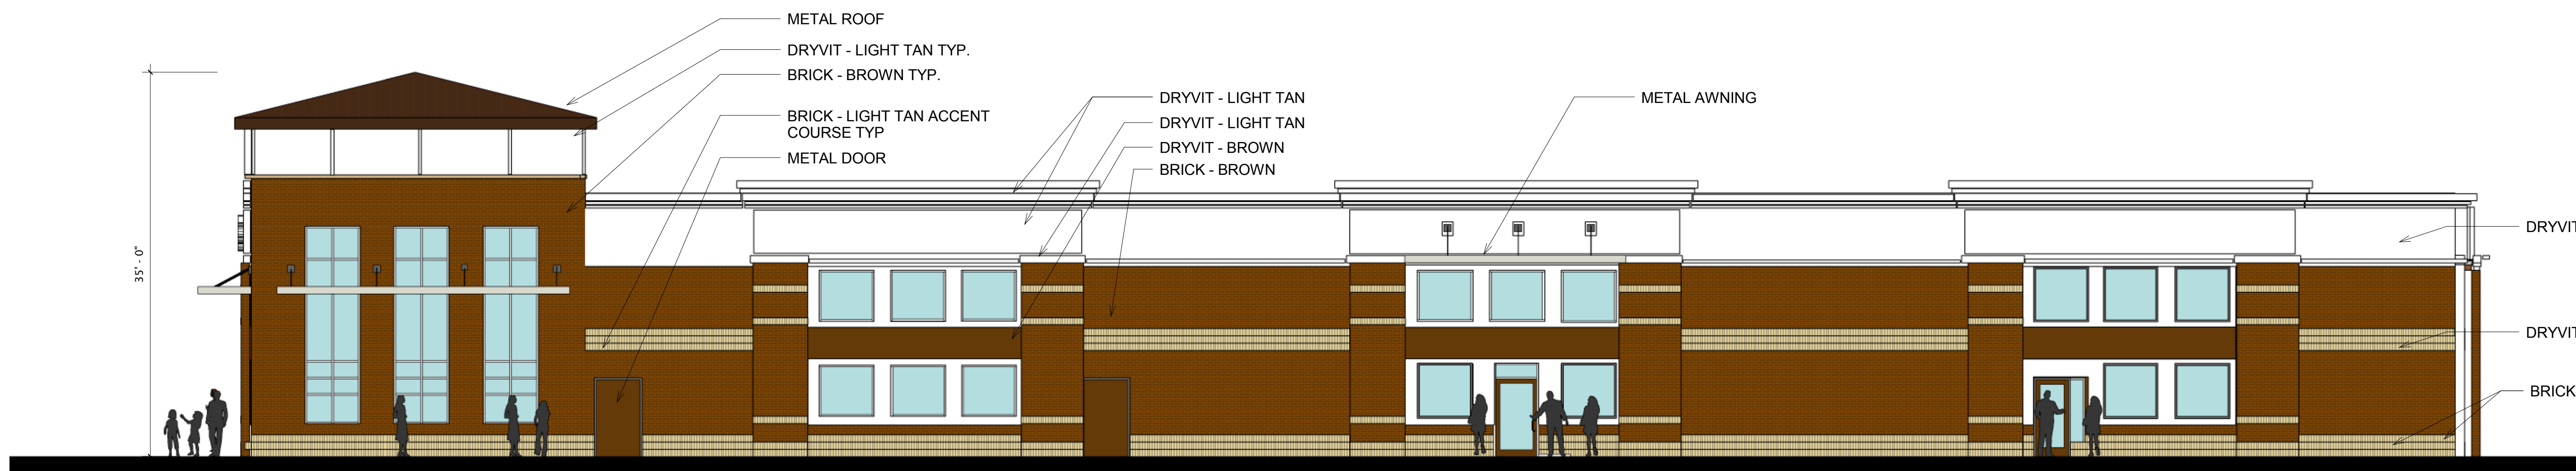 METAL ROOF
DRYVIT - LIGHT TAN TYP.
BRICK - BROWN TYP.
BRICK - LIGHT TAN ACCENT
COURSE TYP
METAL DOOR
DRYVIT - LIGHT TAN
DRYVIT - LIGHT TAN
DRYVIT - BROWN
BRICK - BROWN
METAL AWNING
DRYVIT
DRYVIT
BRICK
35' - 0"